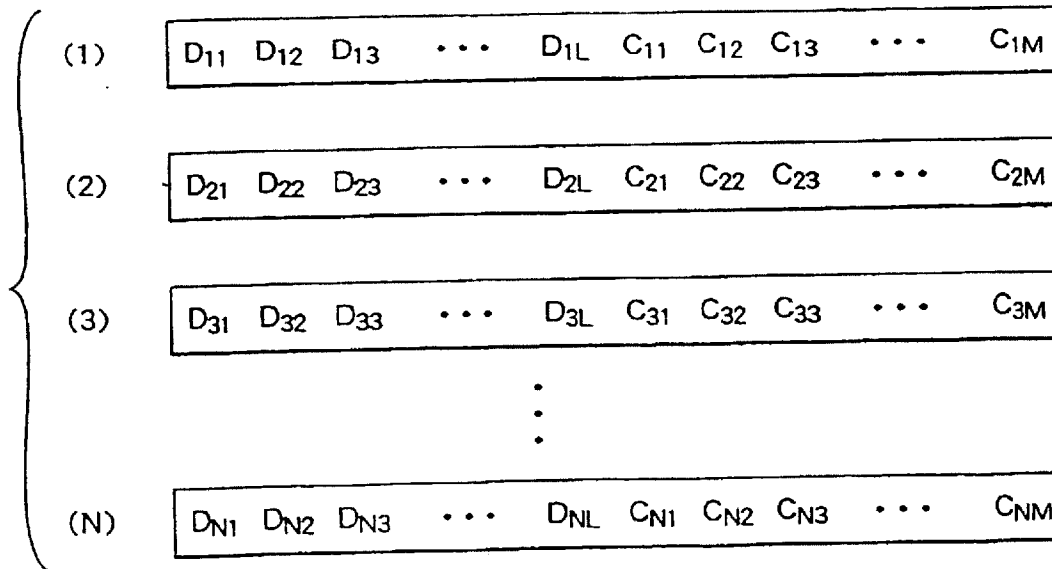 (1) D₁₁ D₁₂ D₁₃ ··· D₁L C₁₁ C₁₂ C₁₃ ··· C₁M
(2) D₂₁ D₂₂ D₂₃ ··· D₂L C₂₁ C₂₂ C₂₃ ··· C₂M
(3) D₃₁ D₃₂ D₃₃ ··· D₃L C₃₁ C₃₂ C₃₃ ··· C₃M
(N) DN1 DN2 DN3 ··· DNL CN1 CN2 CN3 ··· CNM